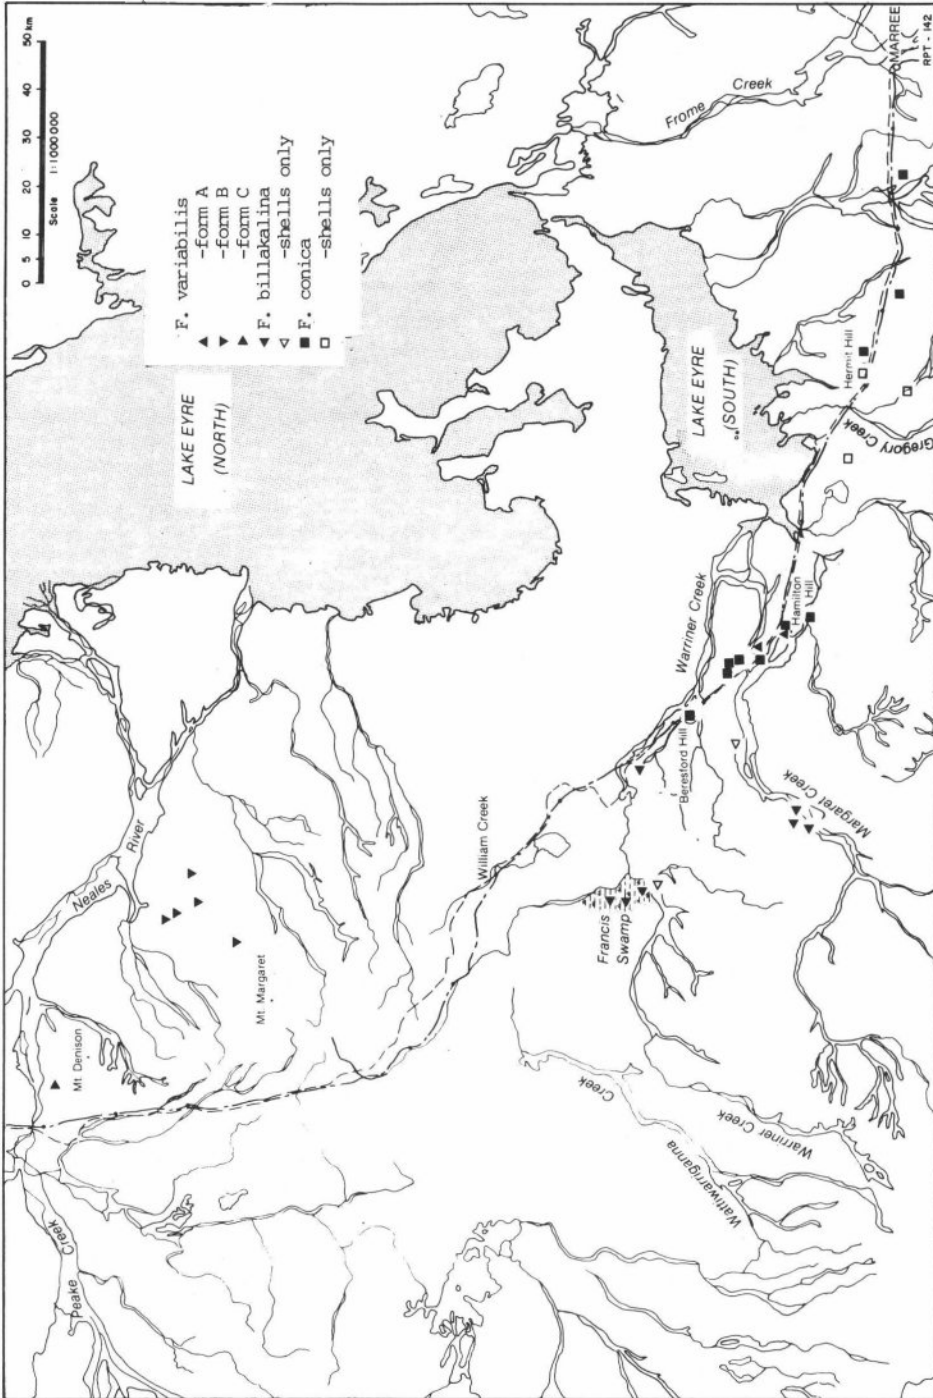 0 5 10 20 30 40 50 km
Scale 1:1000000
LAKE EYRE
(NORTH)
F. variabilis
-form A
-form B
-form C
F. billakalina
-shells only
F. conica
-shells only
LAKE EYRE
(SOUTH)
Frome Creek
MARREE
RPT - 142
Hermit Hill
Gregory Creek
Hamilton
Hill
Warriner Creek
Beresford Hill
Margaret Creek
William Creek
Francis
Swamp
Neales River
Mt. Margaret
Mt. Denison
Peake Creek
Warriner Creek
Wattiwarriganna Creek